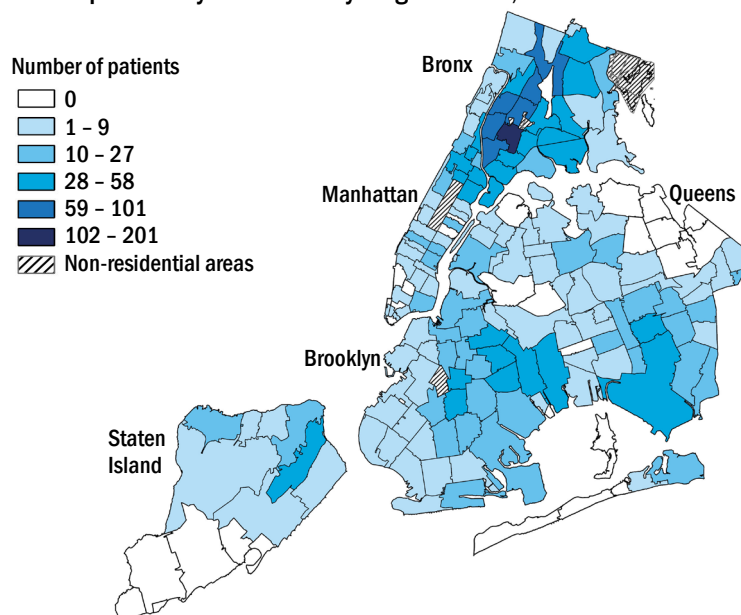 Number of patients
0
1 – 9
10 – 27
28 – 58
59 – 101
102 – 201
Non-residential areas
Bronx
Manhattan
Queens
Brooklyn
Staten
Island